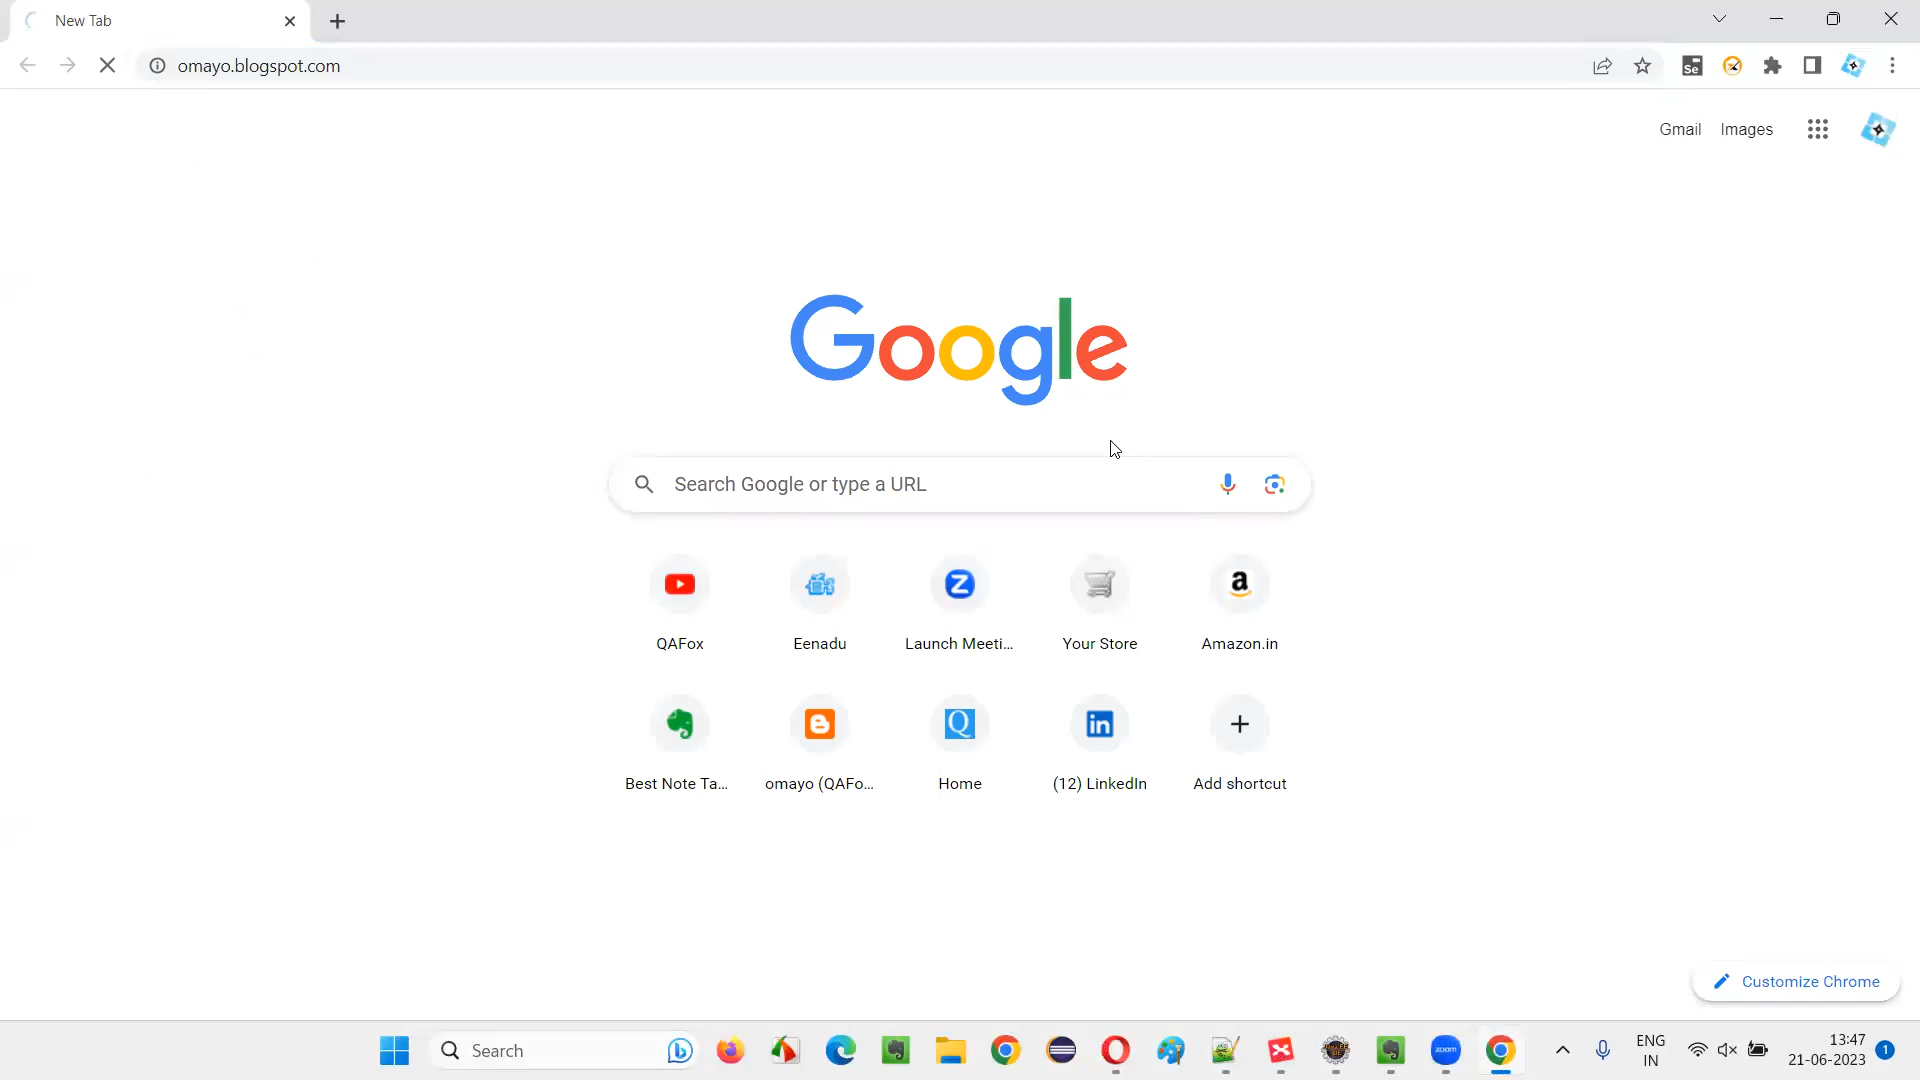 New Tab
omayo.blogspot.com
Se
Gmail Images
Google
Search Google or type a URL
QAFox Eenadu Launch Meeti... Your Store Amazon.in
Best Note Ta... omayo (QAFo... Home (12) LinkedIn Add shortcut
Customize Chrome
Search
zoom
ENG
IN
13:47
21-06-2023
1